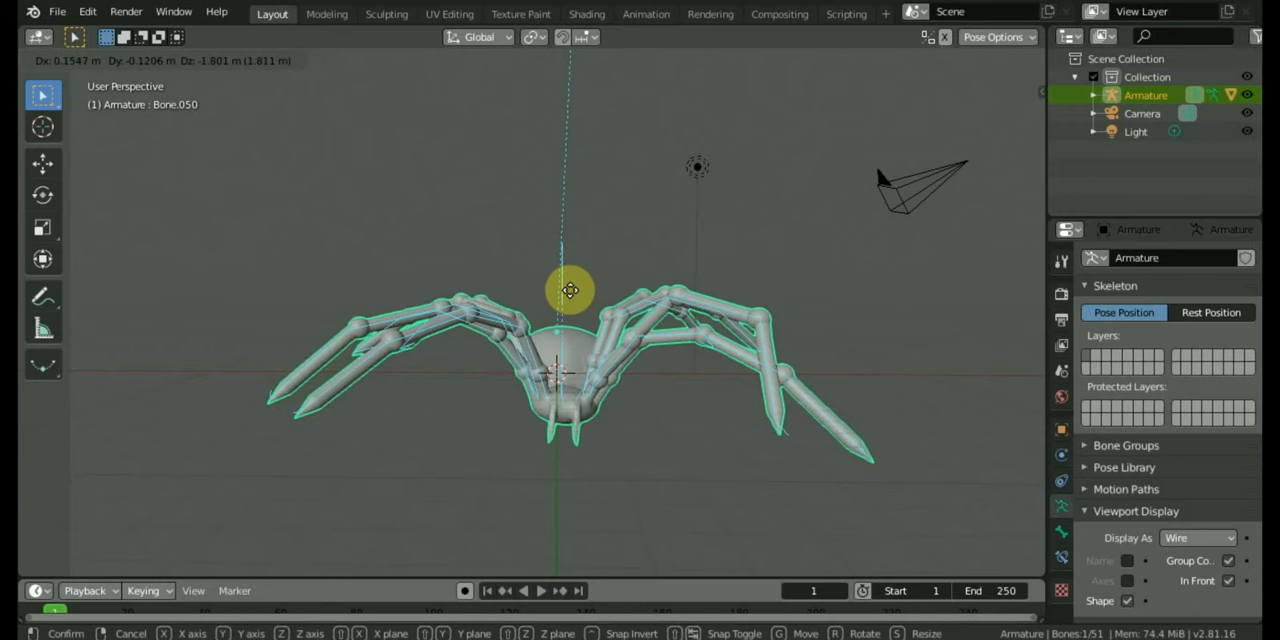 File Edit Render Window Help Layout Modeling Sculpting UV Editing Texture Paint Shading Animation Rendering Compositing Scripting + Scene View Layer
Global Pose Options
X
Dx: 0.1547 m Dy: -0.1206 m Dz: -1.801 m (1.811 m)
User Perspective
(1) Armature : Bone.050
Scene Collection
Collection
Armature
Camera
Light
Armature Armature
Armature
Skeleton
Pose Position Rest Position
Layers:
Protected Layers:
Bone Groups
Pose Library
Motion Paths
Viewport Display
Display As Wire
Name Group Co..
Axes In Front
Shape
Playback Keying View Marker 1 Start 1 End 250
Confirm Cancel X X axis Y Y axis Z Z axis X X plane Y Y plane Z Z plane Snap Invert Snap Toggle G Move R Rotate S Resize Armature | Bones:1/51 | Mem: 74.4 MiB | v2.81.16